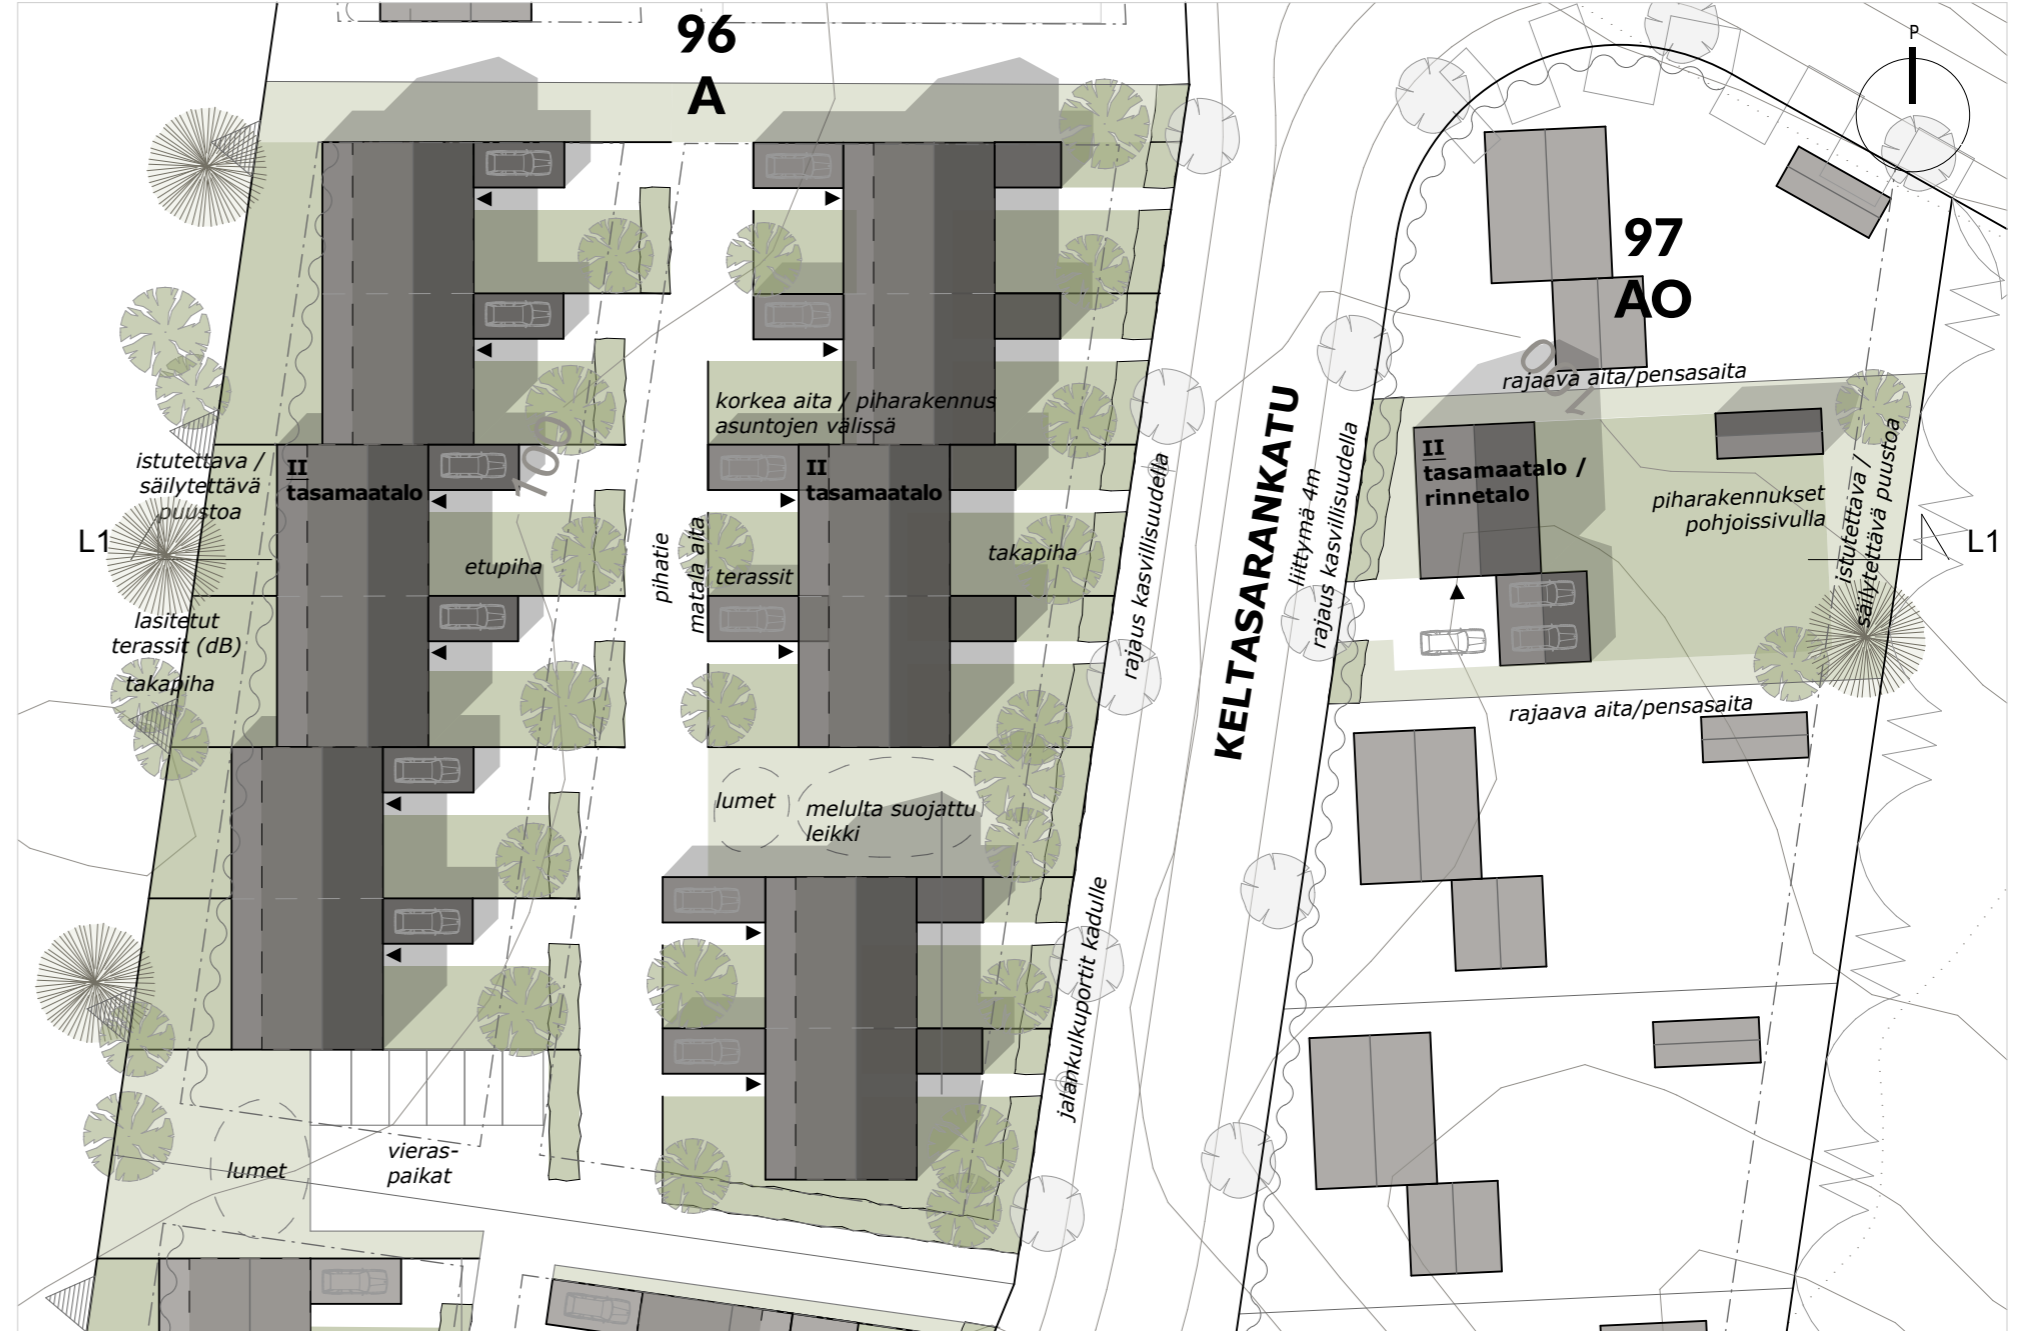 96
A
P
97
AO
rajaava aita/pensasaita
korkea aita / piharakennus
asuntojen välissä
100
100
istutettava /
säilytettävä
puustoa
II
tasamaatalo
II
tasamaatalo
II
tasamaatalo /
rinnetalo
piharakennukset
pohjoissivulla
istutettava /
säilytettävä puustoa
L1
L1
etupiha
pihatie
matala aita
terassit
takapiha
rajaus kasvillisuudella
KELTASARANKATU
liittymä 4m
rajaus kasvillisuudella
lasitetut
terassit (dB)
takapiha
rajaava aita/pensasaita
lumet
melulta suojattu
leikki
jalankulkuportit kadulle
vieras-
paikat
lumet